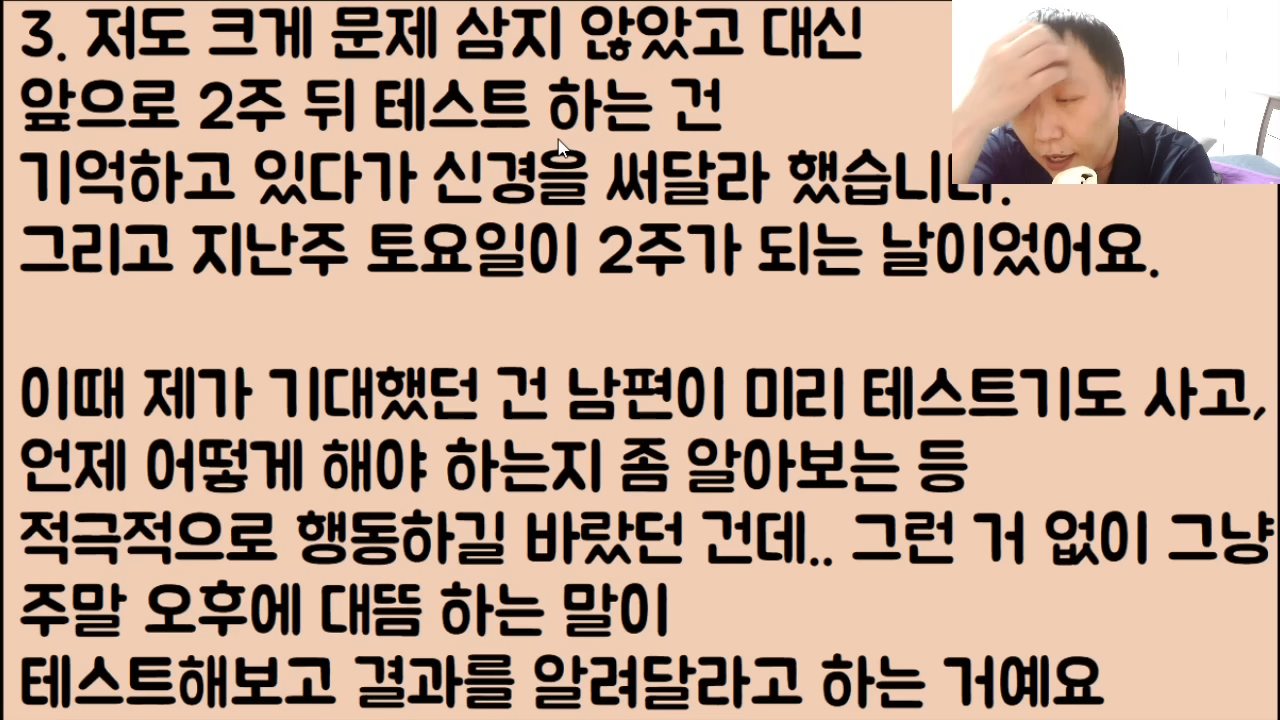 3. 저도 크게 문제 삼지 않았고 대신
앞으로 2주 뒤 테스트 하는 건
기억하고 있다가 신경을 써달라 했습니다.
그리고 지난주 토요일이 2주가 되는 날이었어요.
이때 제가 기대했던 건 남편이 미리 테스트기도 사고,
언제 어떻게 해야 하는지 좀 알아보는 등
적극적으로 행동하길 바랐던 건데.. 그런 거 없이 그냥
주말 오후에 대뜸 하는 말이
테스트해보고 결과를 알려달라고 하는 거예요